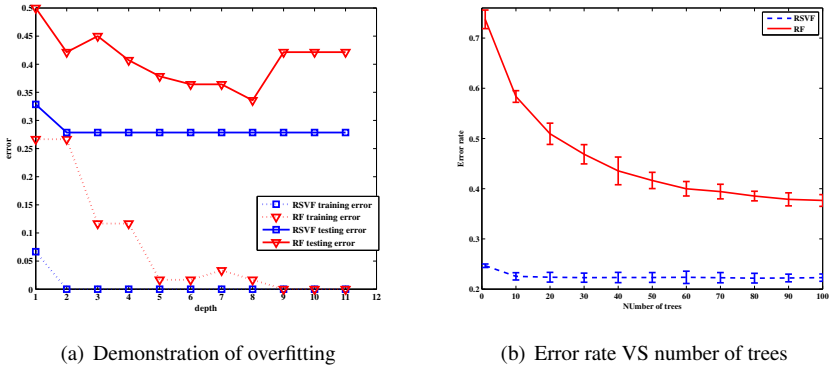 0.5
0.45
0.4
0.35
0.3
0.25
0.2
0.15
0.1
0.05
0
error
1 2 3 4 5 6 7 8 9 10 11 12
depth
RSVF training error
RF training error
RSVF testing error
RF testing error
(a) Demonstration of overfitting
0.7
0.6
0.5
0.4
0.3
0.2
Error rate
0 10 20 30 40 50 60 70 80 90 100
NUmber of trees
RSVF
RF
(b) Error rate VS number of trees